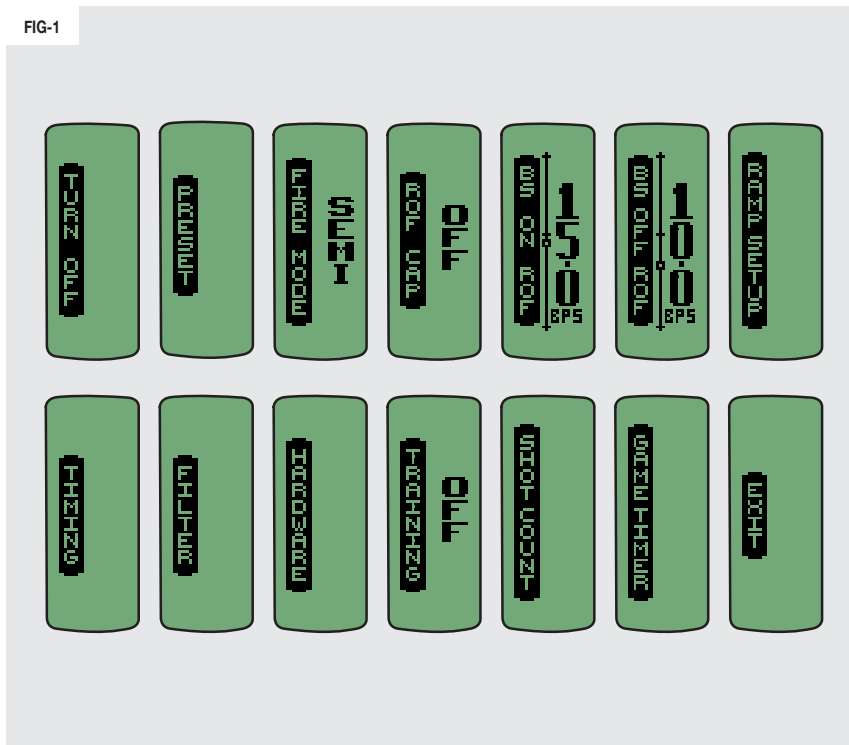 FIG-1
TURN OFF
PRESET
FIRE MODE
SEMI
ROF CAP
OFF
BS ON ROF
15.0
BPS
BS OFF ROF
10.0
BPS
RAMP SETUP
TIMING
FILTER
HARDWARE
TRAINING
OFF
SHOT COUNT
GAME TIMER
EXIT